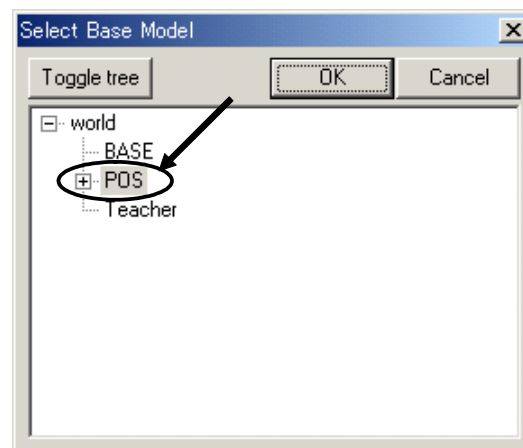 Select Base Model
Toggle tree OK Cancel
world
BASE
POS
Teacher